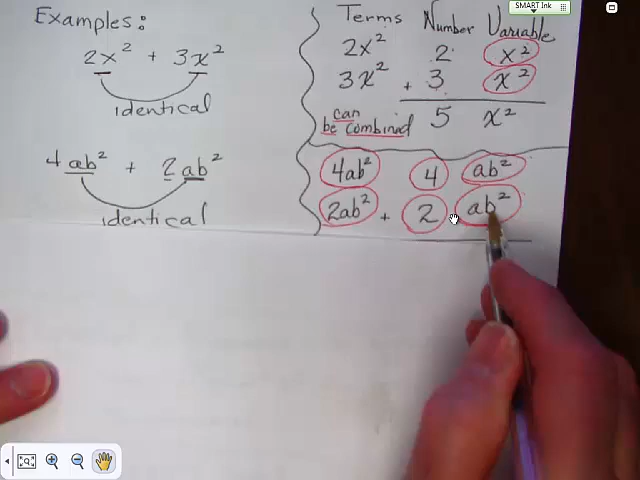 SMART Ink
Examples:
2x² + 3x²
identical
4ab² + 2ab²
identical
Terms Number Variable
2x² 2 x²
3x² + 3 x²
can be combined 5 x²
4ab² 4 ab²
2ab² + 2 ab²